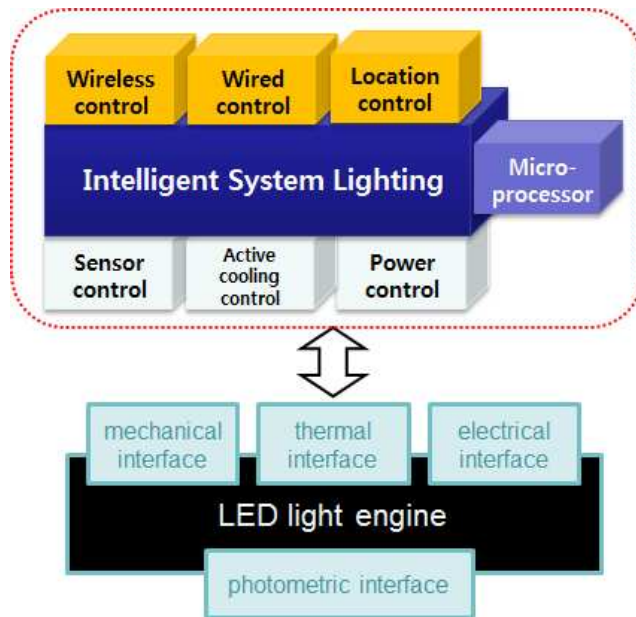 Wireless
control
Wired
control
Location
control
Intelligent System Lighting
Micro-
processor
Sensor
control
Active
cooling
control
Power
control
mechanical
interface
thermal
interface
electrical
interface
LED light engine
photometric interface